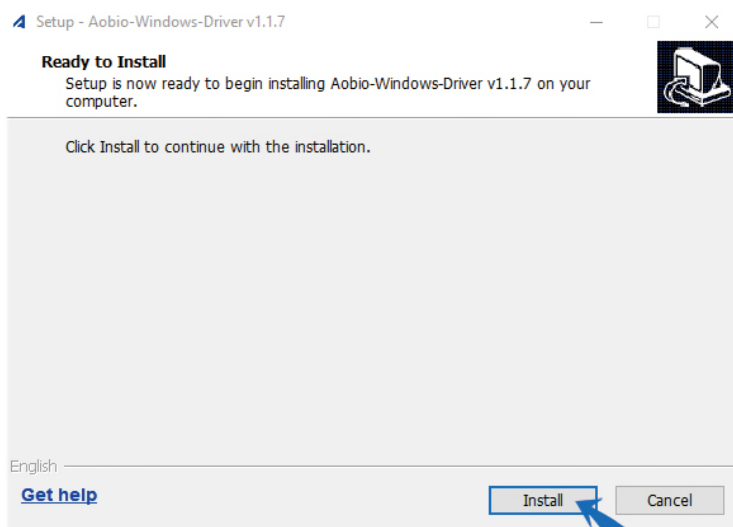 Setup - Aobio-Windows-Driver v1.1.7
Ready to Install
Setup is now ready to begin installing Aobio-Windows-Driver v1.1.7 on your
computer.
Click Install to continue with the installation.
English
Get help
Install
Cancel